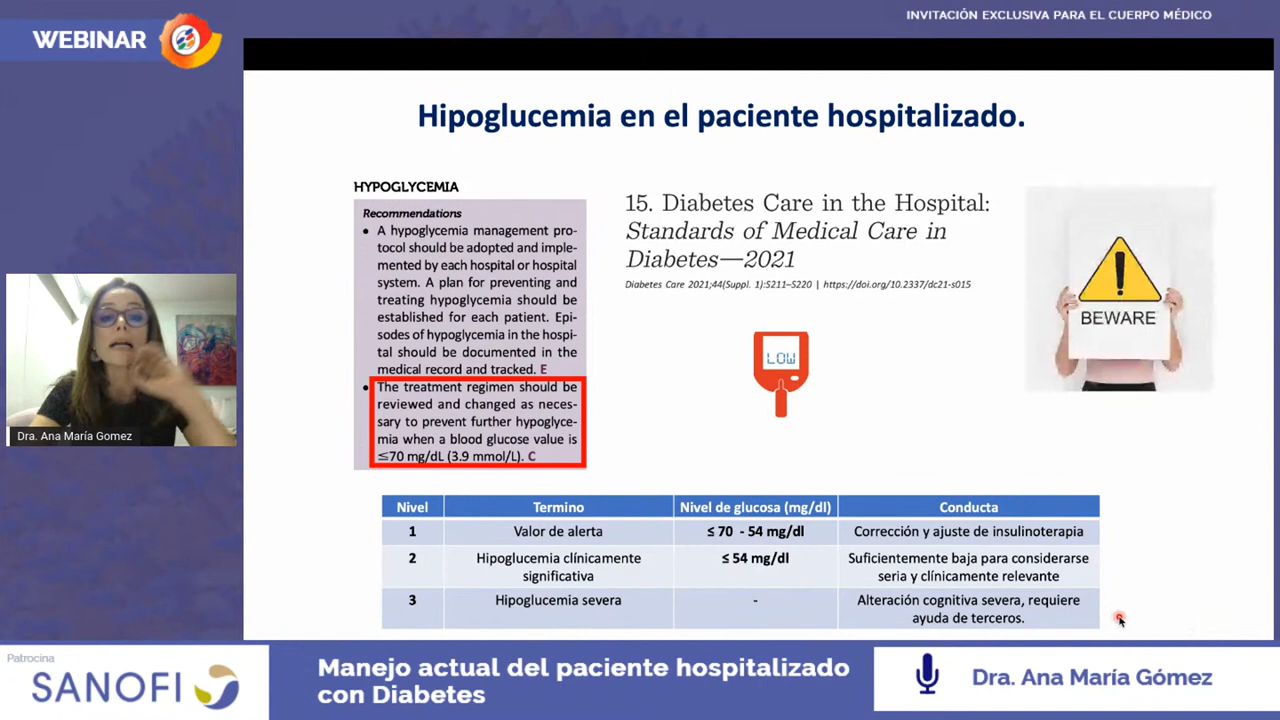 INVITACIÓN EXCLUSIVA PARA EL CUERPO MÉDICO
WEBINAR
Hipoglucemia en el paciente hospitalizado.
HYPOGLYCEMIA
Recommendations
• A hypoglycemia management pro-
tocol should be adopted and imple-
mented by each hospital or hospital
system. A plan for preventing and
treating hypoglycemia should be
established for each patient. Epi-
sodes of hypoglycemia in the hospi-
tal should be documented in the
medical record and tracked. E
• The treatment regimen should be
reviewed and changed as neces-
sary to prevent further hypoglyce-
mia when a blood glucose value is
≤70 mg/dL (3.9 mmol/L). C
15. Diabetes Care in the Hospital:
Standards of Medical Care in
Diabetes—2021
Diabetes Care 2021;44(Suppl. 1):S211–S220 | https://doi.org/10.2337/dc21-s015
LOW
!
BEWARE
Dra. Ana María Gomez
Nivel Termino Nivel de glucosa (mg/dl) Conducta
1 Valor de alerta ≤ 70 - 54 mg/dl Corrección y ajuste de insulinoterapia
2 Hipoglucemia clínicamente significativa ≤ 54 mg/dl Suficientemente baja para considerarse seria y clínicamente relevante
3 Hipoglucemia severa - Alteración cognitiva severa, requiere ayuda de terceros.
Patrocina
SANOFI
Manejo actual del paciente hospitalizado
con Diabetes
Dra. Ana María Gómez